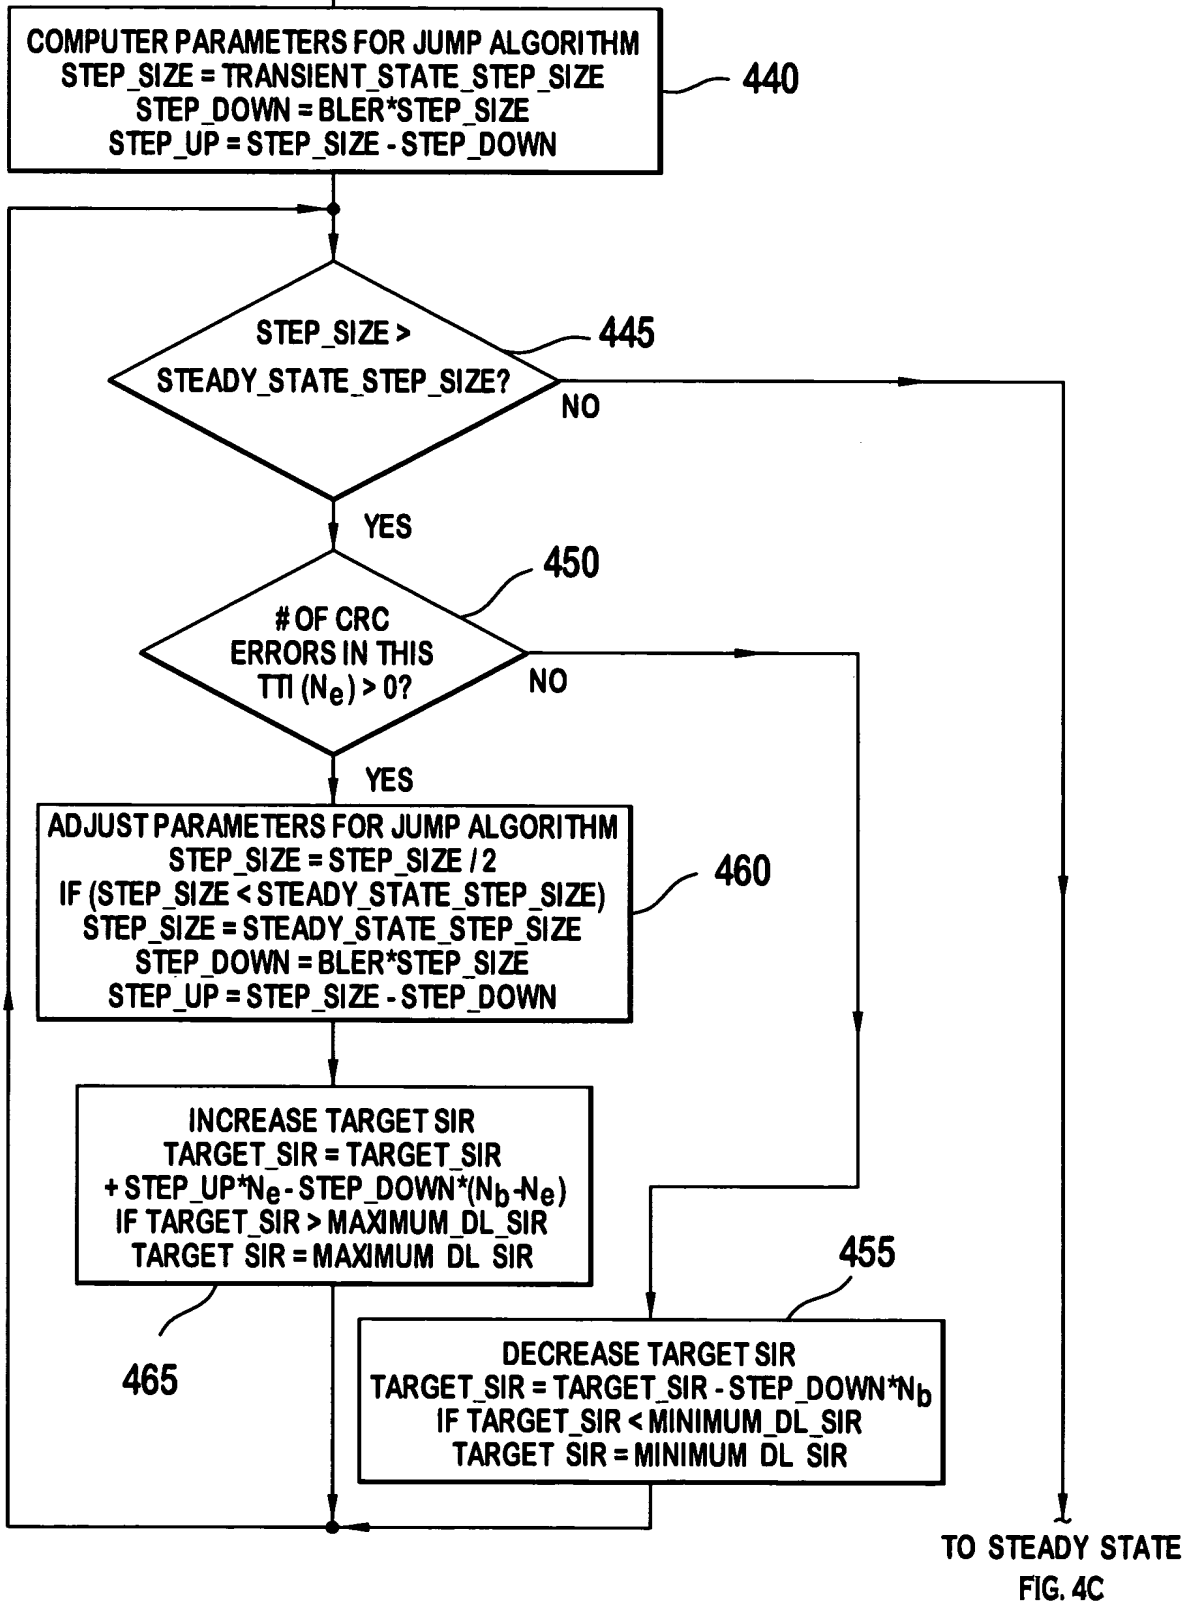 COMPUTER PARAMETERS FOR JUMP ALGORITHM
STEP_SIZE = TRANSIENT_STATE_STEP_SIZE
STEP_DOWN = BLER*STEP_SIZE
STEP_UP = STEP_SIZE - STEP_DOWN
440
STEP_SIZE >
STEADY_STATE_STEP_SIZE?
445
NO
YES
# OF CRC
ERRORS IN THIS
TTI (Ne) > 0?
450
NO
YES
ADJUST PARAMETERS FOR JUMP ALGORITHM
STEP_SIZE = STEP_SIZE / 2
IF (STEP_SIZE < STEADY_STATE_STEP_SIZE)
STEP_SIZE = STEADY_STATE_STEP_SIZE
STEP_DOWN = BLER*STEP_SIZE
STEP_UP = STEP_SIZE - STEP_DOWN
460
INCREASE TARGET SIR
TARGET_SIR = TARGET_SIR
+ STEP_UP*Ne - STEP_DOWN*(Nb-Ne)
IF TARGET_SIR > MAXIMUM_DL_SIR
TARGET SIR = MAXIMUM DL SIR
465
455
DECREASE TARGET SIR
TARGET_SIR = TARGET_SIR - STEP_DOWN*Nb
IF TARGET_SIR < MINIMUM_DL_SIR
TARGET SIR = MINIMUM DL SIR
TO STEADY STATE
FIG. 4C